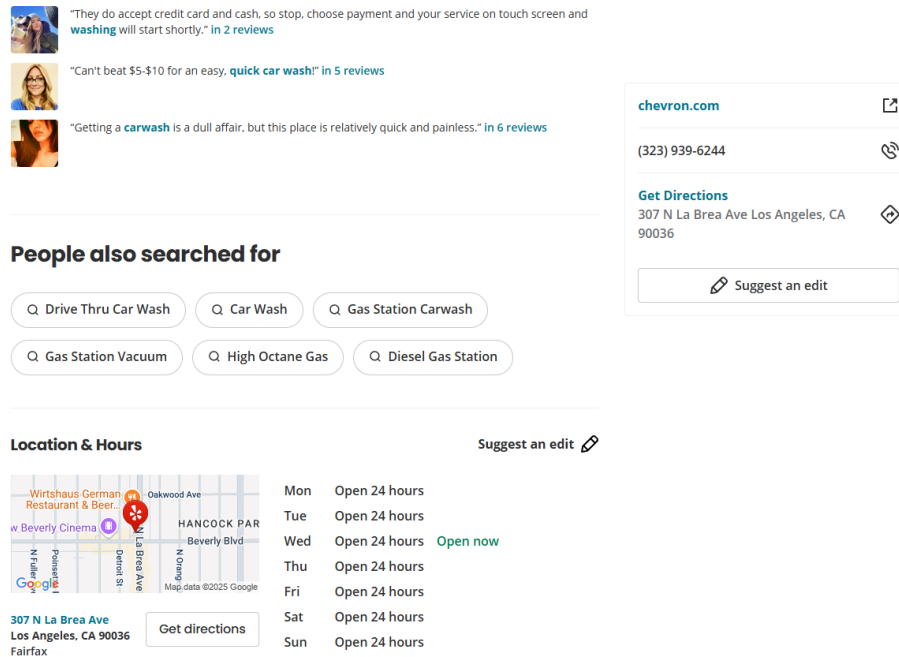 “They do accept credit card and cash, so stop, choose payment and your service on touch screen and
washing will start shortly.” in 2 reviews
“Can't beat $5-$10 for an easy, quick car wash!” in 5 reviews
“Getting a carwash is a dull affair, but this place is relatively quick and painless.” in 6 reviews
People also searched for
Drive Thru Car Wash
Car Wash
Gas Station Carwash
Gas Station Vacuum
High Octane Gas
Diesel Gas Station
Location & Hours
Suggest an edit
Wirtshaus German
Restaurant & Beer...
Oakwood Ave
w Beverly Cinema
HANCOCK PAR
Beverly Blvd
N Fuller
Poinset
Detroit St
N La Brea Ave
N Orang
Google
Map data ©2025 Google
307 N La Brea Ave
Los Angeles, CA 90036
Fairfax
Get directions
Mon Open 24 hours
Tue Open 24 hours
Wed Open 24 hours Open now
Thu Open 24 hours
Fri Open 24 hours
Sat Open 24 hours
Sun Open 24 hours
chevron.com
(323) 939-6244
Get Directions
307 N La Brea Ave Los Angeles, CA
90036
Suggest an edit